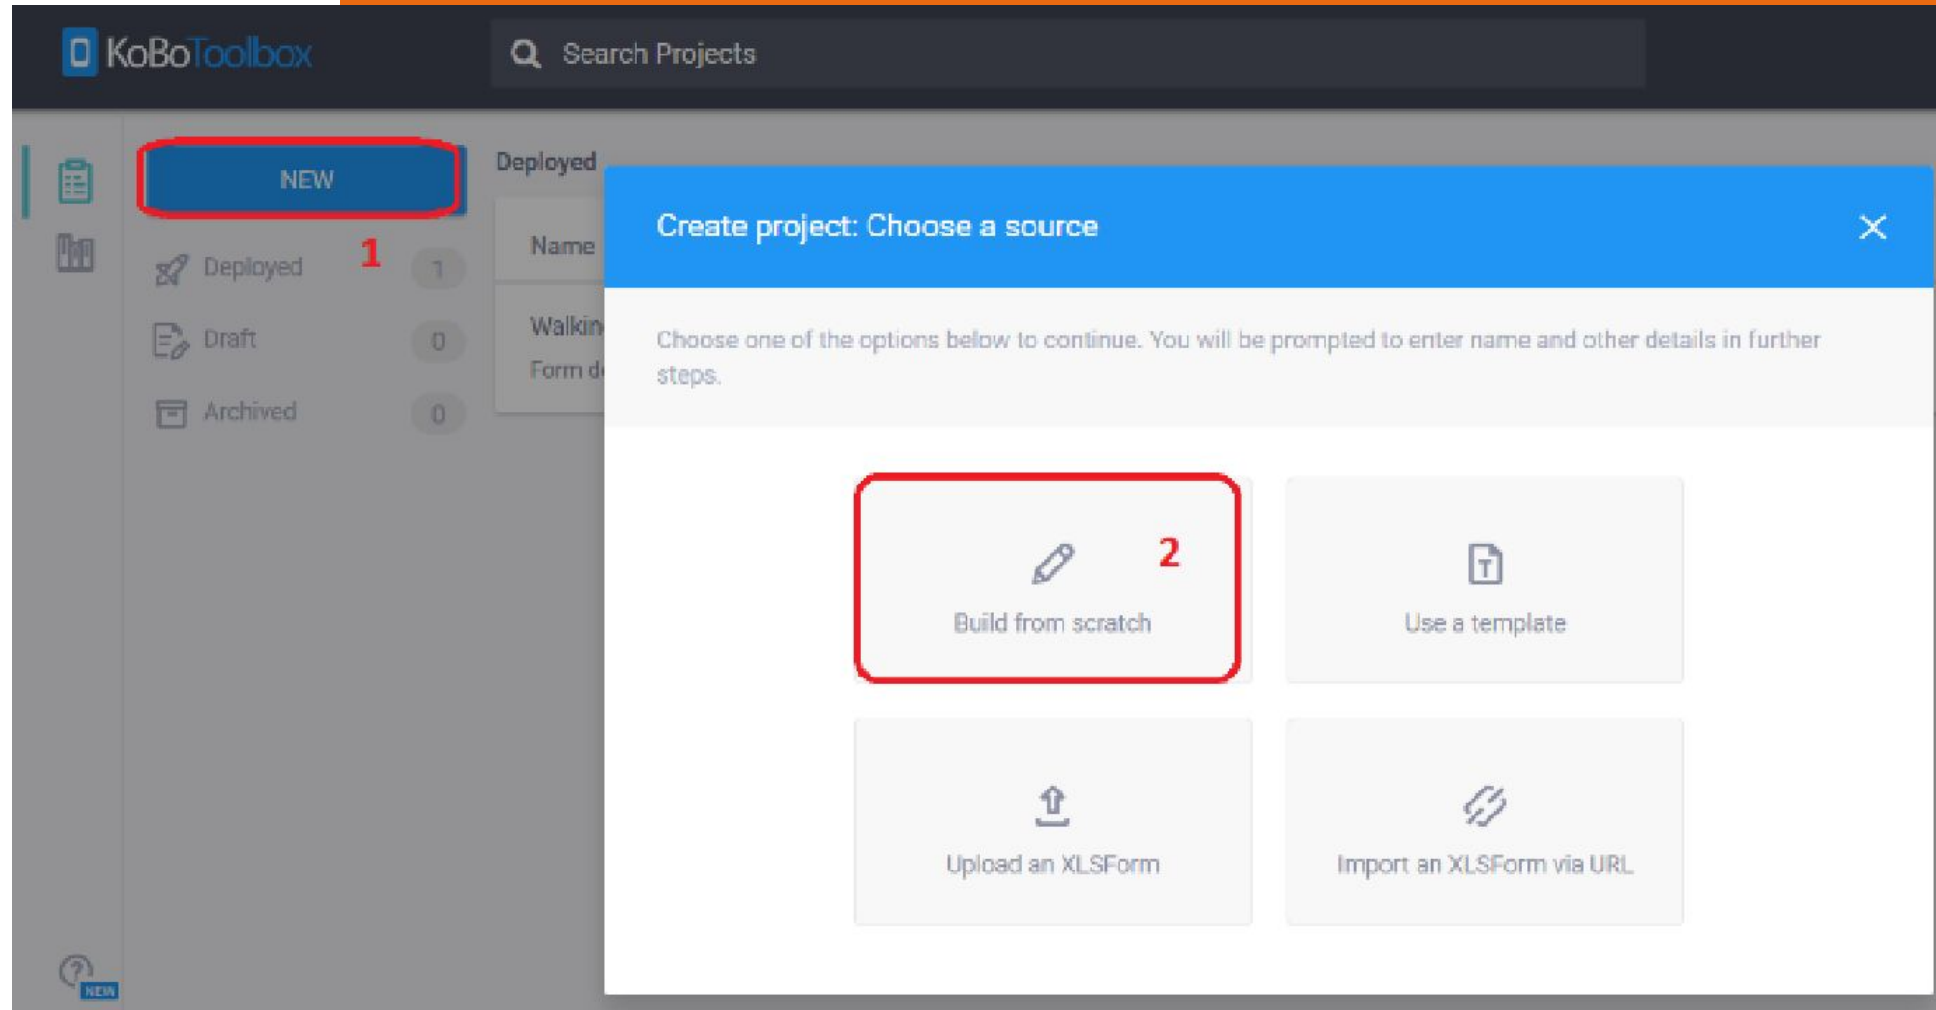 KoBoToolbox
Search Projects
NEW
1
Deployed 1
Draft 0
Archived 0
NEW
Deployed
Name
Walkin
Form d
Create project: Choose a source
Choose one of the options below to continue. You will be prompted to enter name and other details in further
steps.
2
Build from scratch
Use a template
Upload an XLSForm
Import an XLSForm via URL